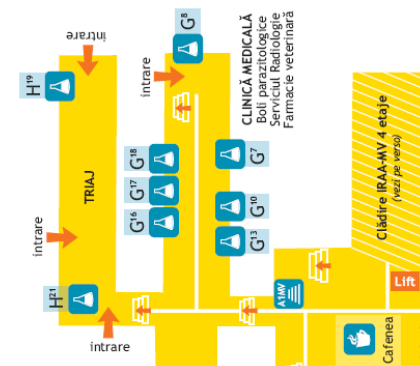 G8
intrare
H19
intrare
CLINICĂ MEDICALĂ
Boli parazitologice
Serviciul Radiologie
Farmacie veterinară
TRIAJ
G18
G17
G16
G7
G10
G13
Clădire IRAA-MV 4 etaje
(vezi pe verso)
intrare
H21
A1MV
Lift
intrare
Cafenea